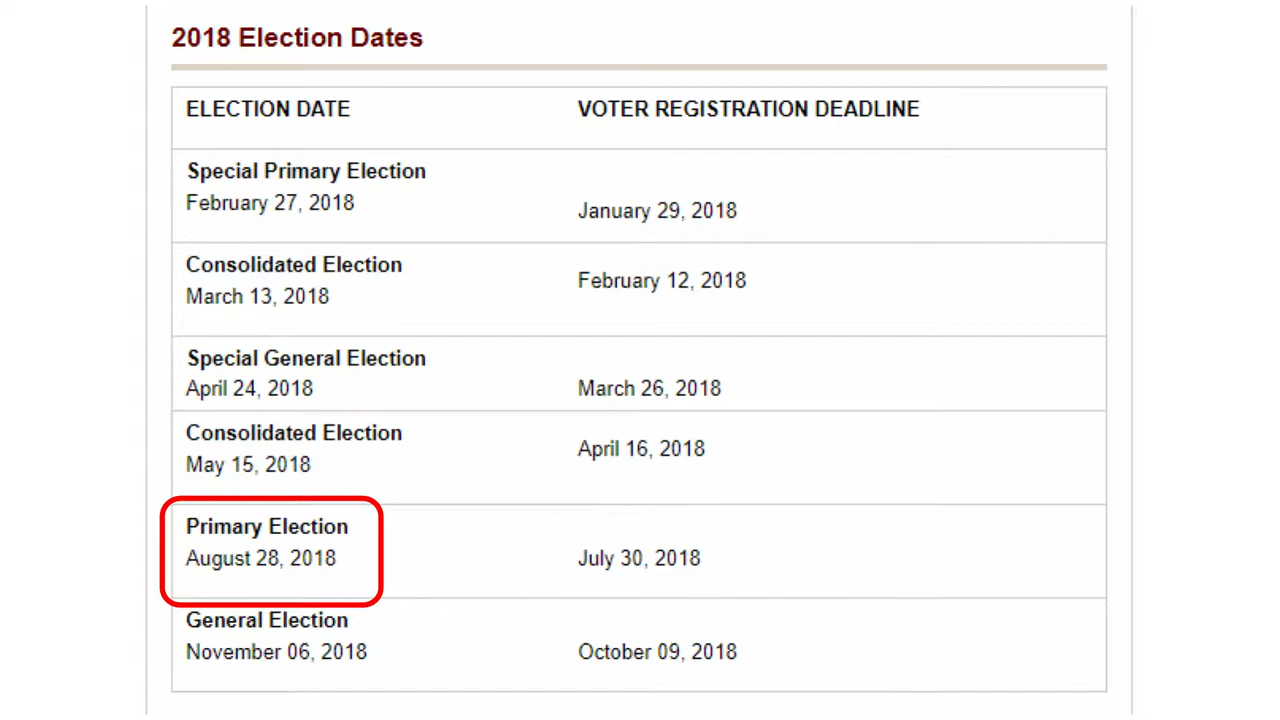 2018 Election Dates
ELECTION DATE VOTER REGISTRATION DEADLINE
Special Primary Election
February 27, 2018 January 29, 2018
Consolidated Election
March 13, 2018 February 12, 2018
Special General Election
April 24, 2018 March 26, 2018
Consolidated Election
May 15, 2018 April 16, 2018
Primary Election
August 28, 2018 July 30, 2018
General Election
November 06, 2018 October 09, 2018